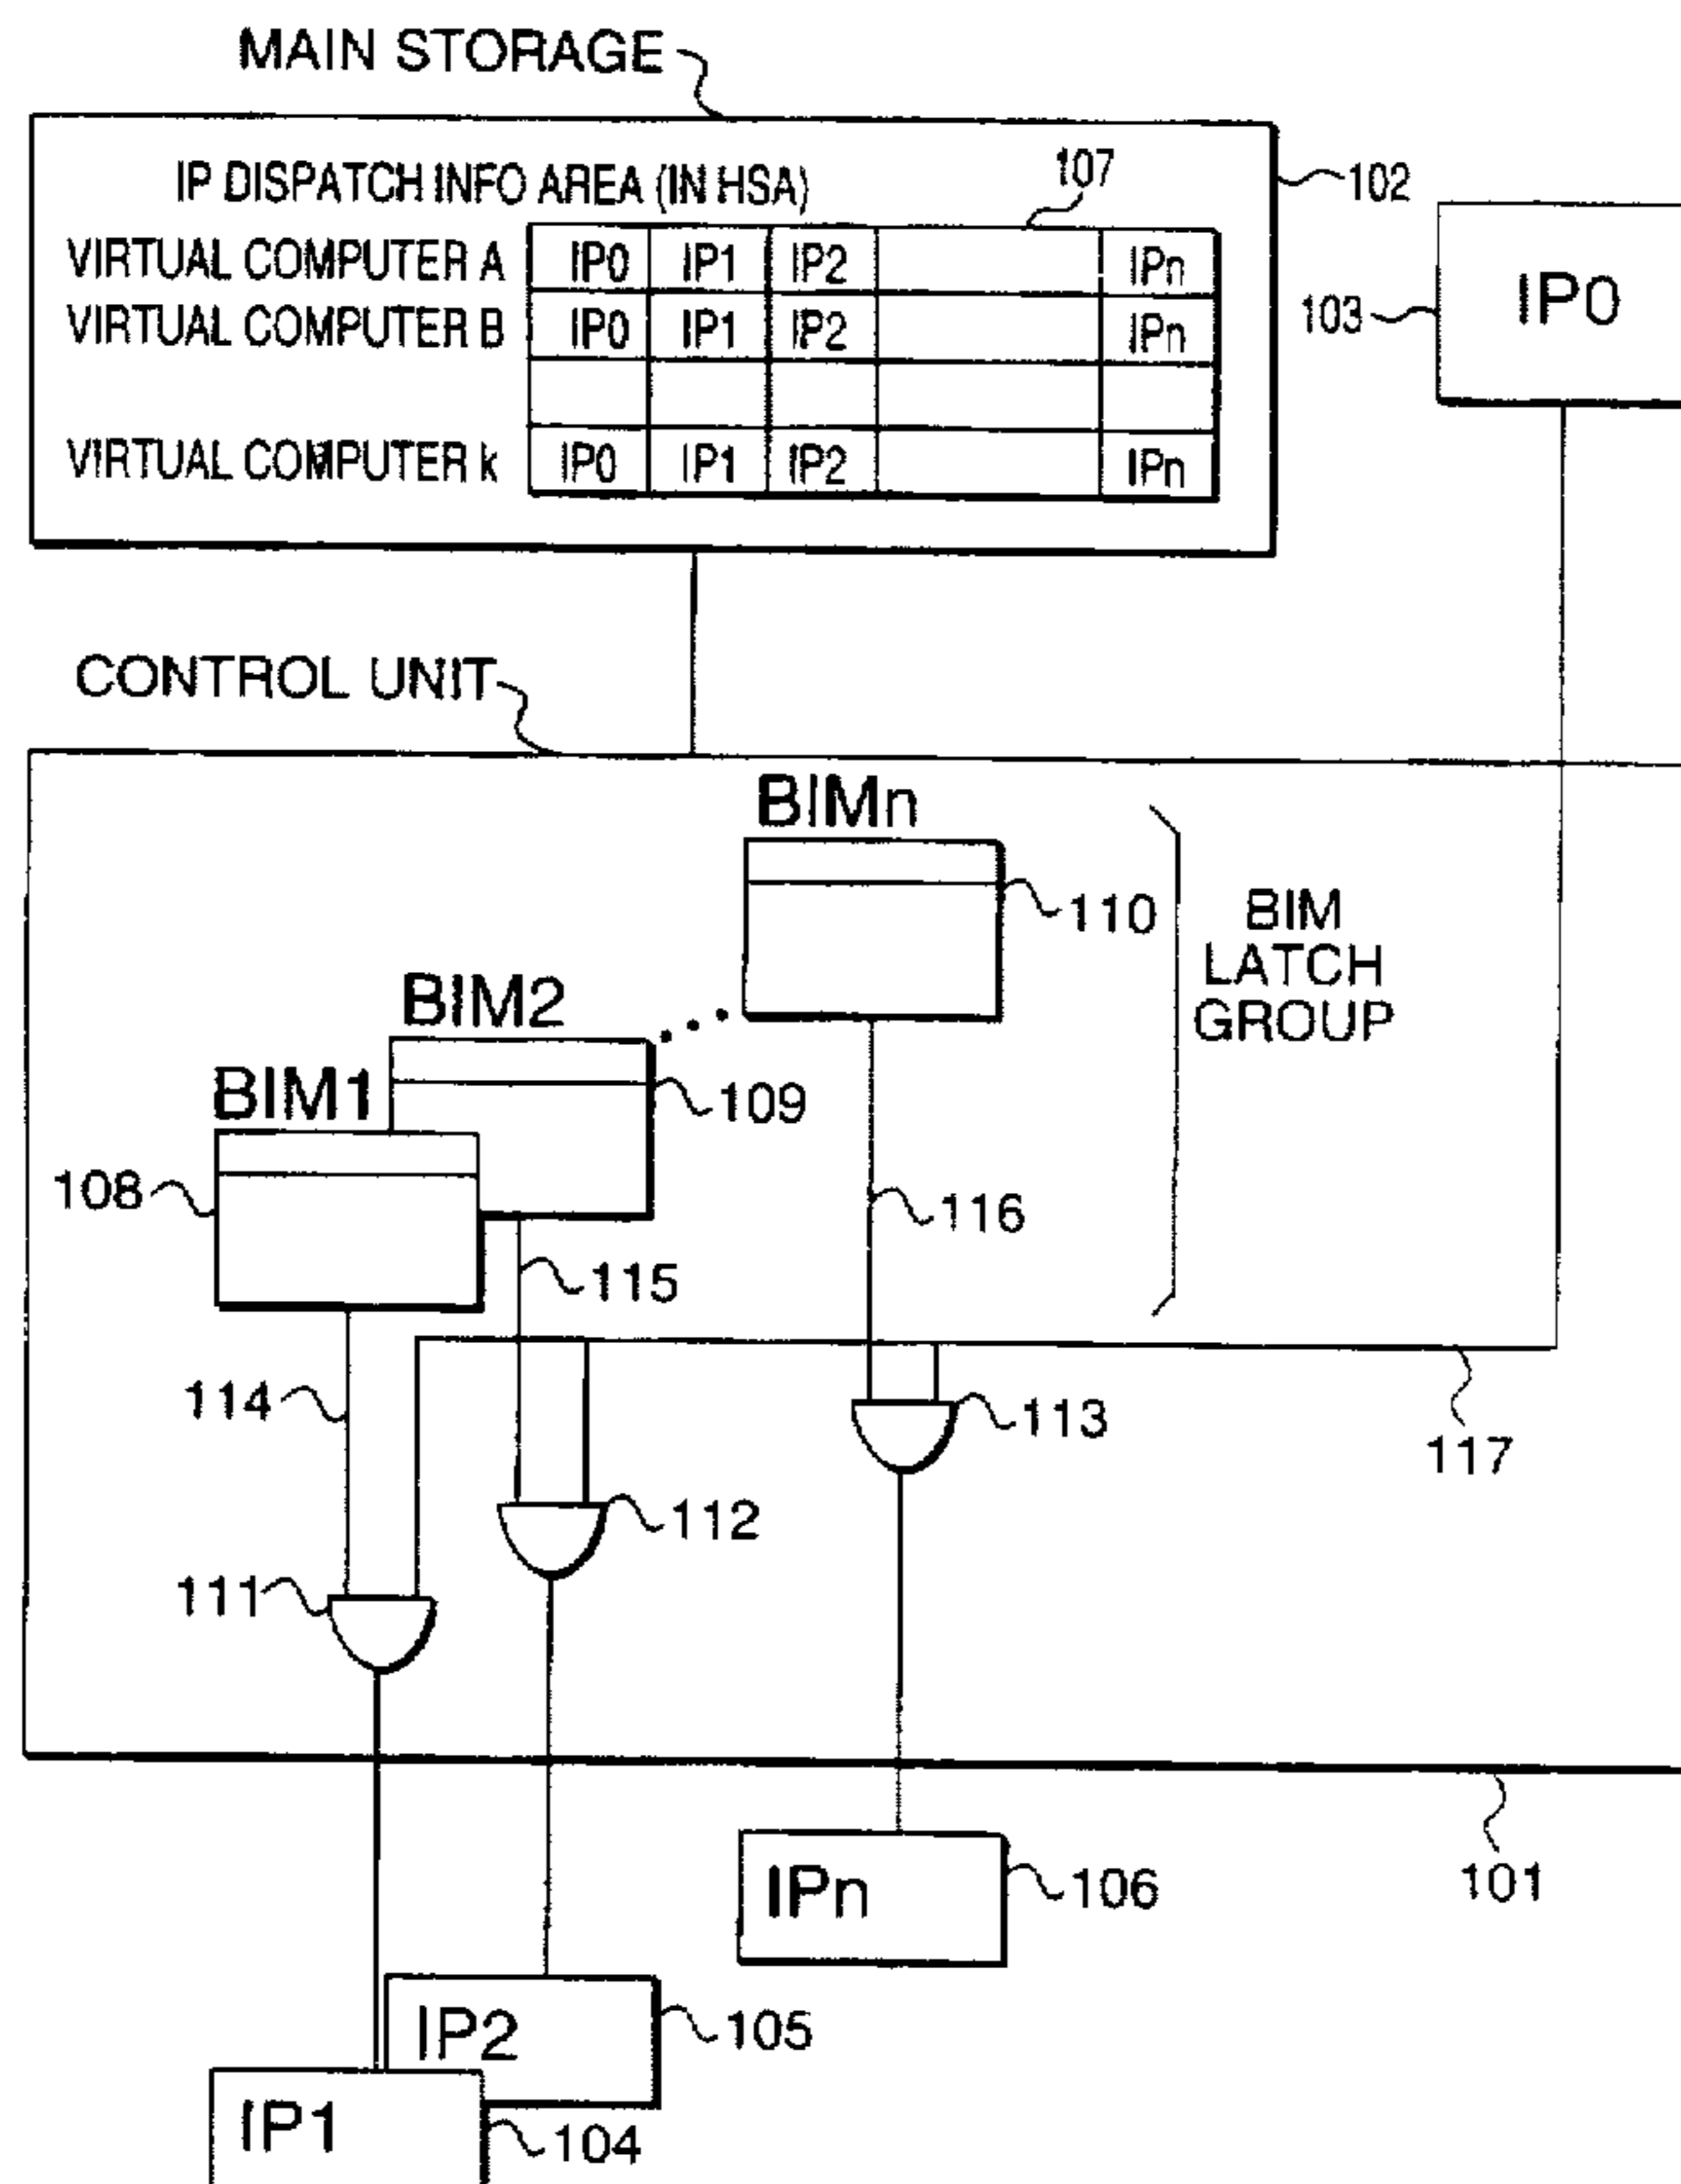 MAIN STORAGE
IP DISPATCH INFO AREA (IN HSA)
107
102
VIRTUAL COMPUTER A IP0 IP1 IP2 IPn
VIRTUAL COMPUTER B IP0 IP1 IP2 IPn
VIRTUAL COMPUTER k IP0 IP1 IP2 IPn
103
IP0
CONTROL UNIT
BIMn
110
BIM
LATCH
GROUP
BIM2
109
BIM1
108
116
115
114
113
117
112
111
101
IPn
106
IP2
105
IP1
104